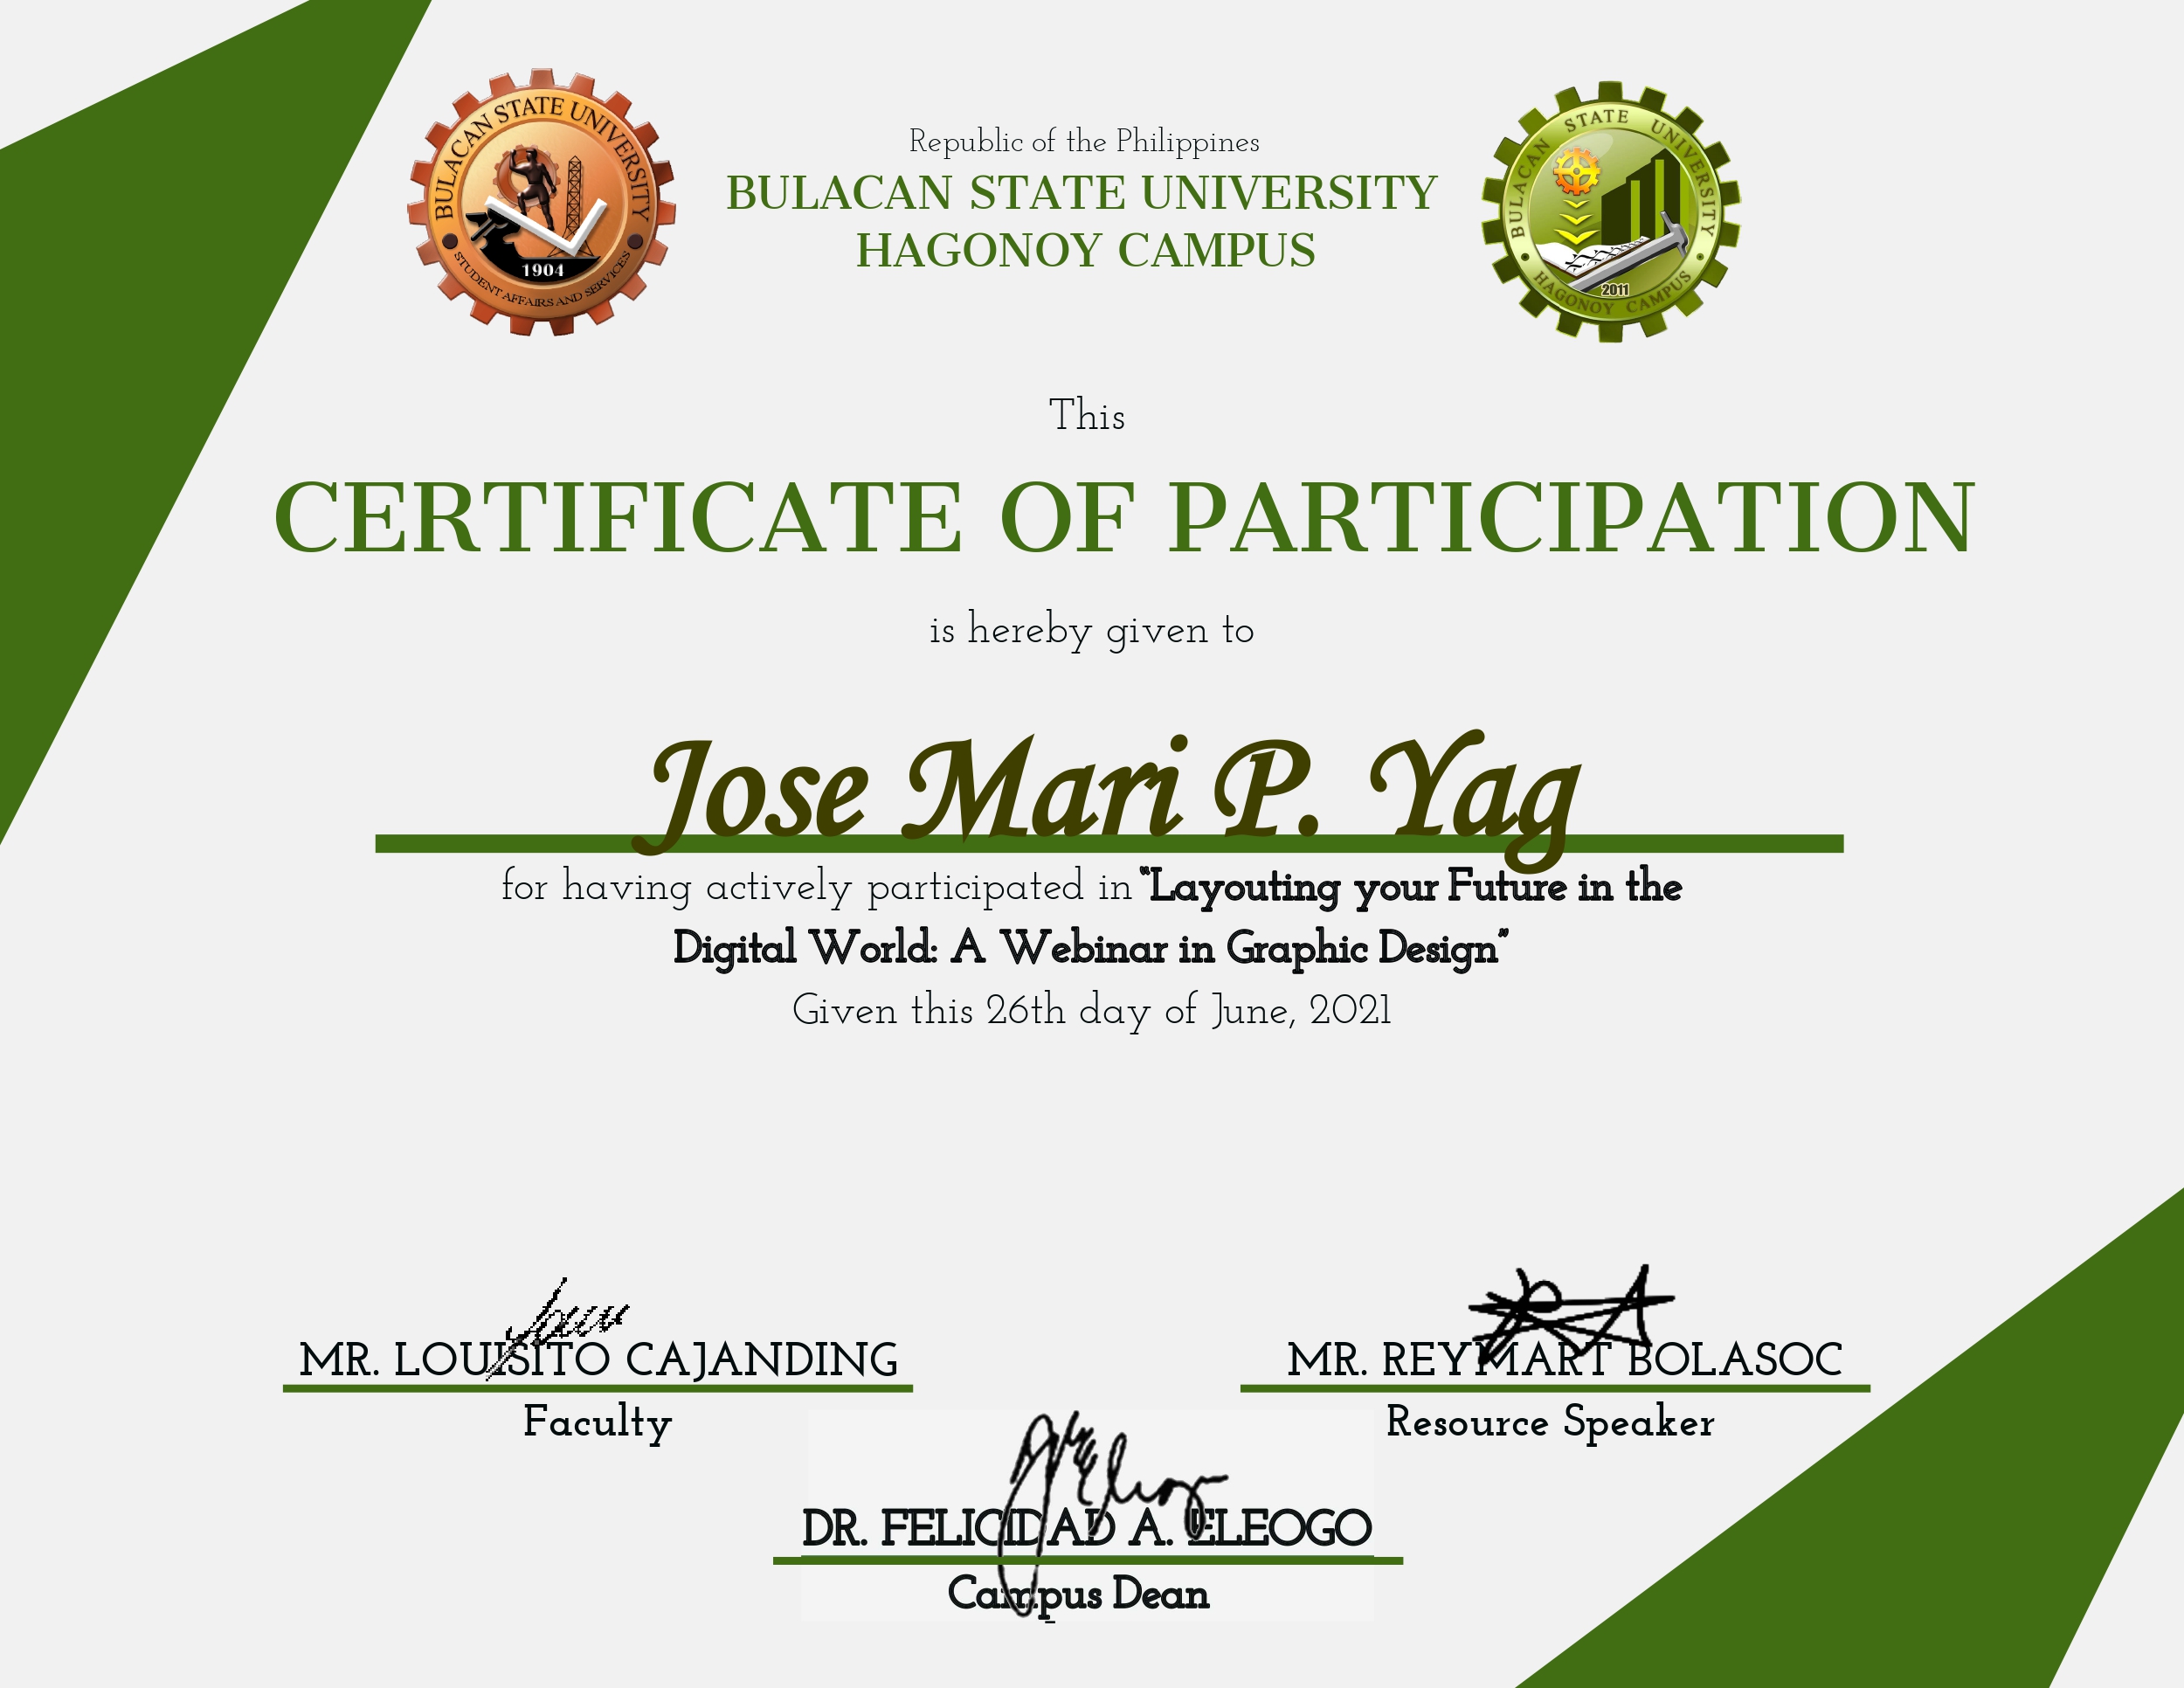 BULACAN STATE UNIVERSITY
1904
STUDENT AFFAIRS AND SERVICES
Republic of the Philippines
BULACAN STATE UNIVERSITY
HAGONOY CAMPUS
BULACAN STATE UNIVERSITY
2011
HAGONOY CAMPUS
This
CERTIFICATE OF PARTICIPATION
is hereby given to
Jose Mari P. Yag
for having actively participated in “Layouting your Future in the
Digital World: A Webinar in Graphic Design”
Given this 26th day of June, 2021
MR. LOUISITO CAJANDING
Faculty
MR. REYMART BOLASOC
Resource Speaker
DR. FELICIDAD A. ELEOGO
Campus Dean